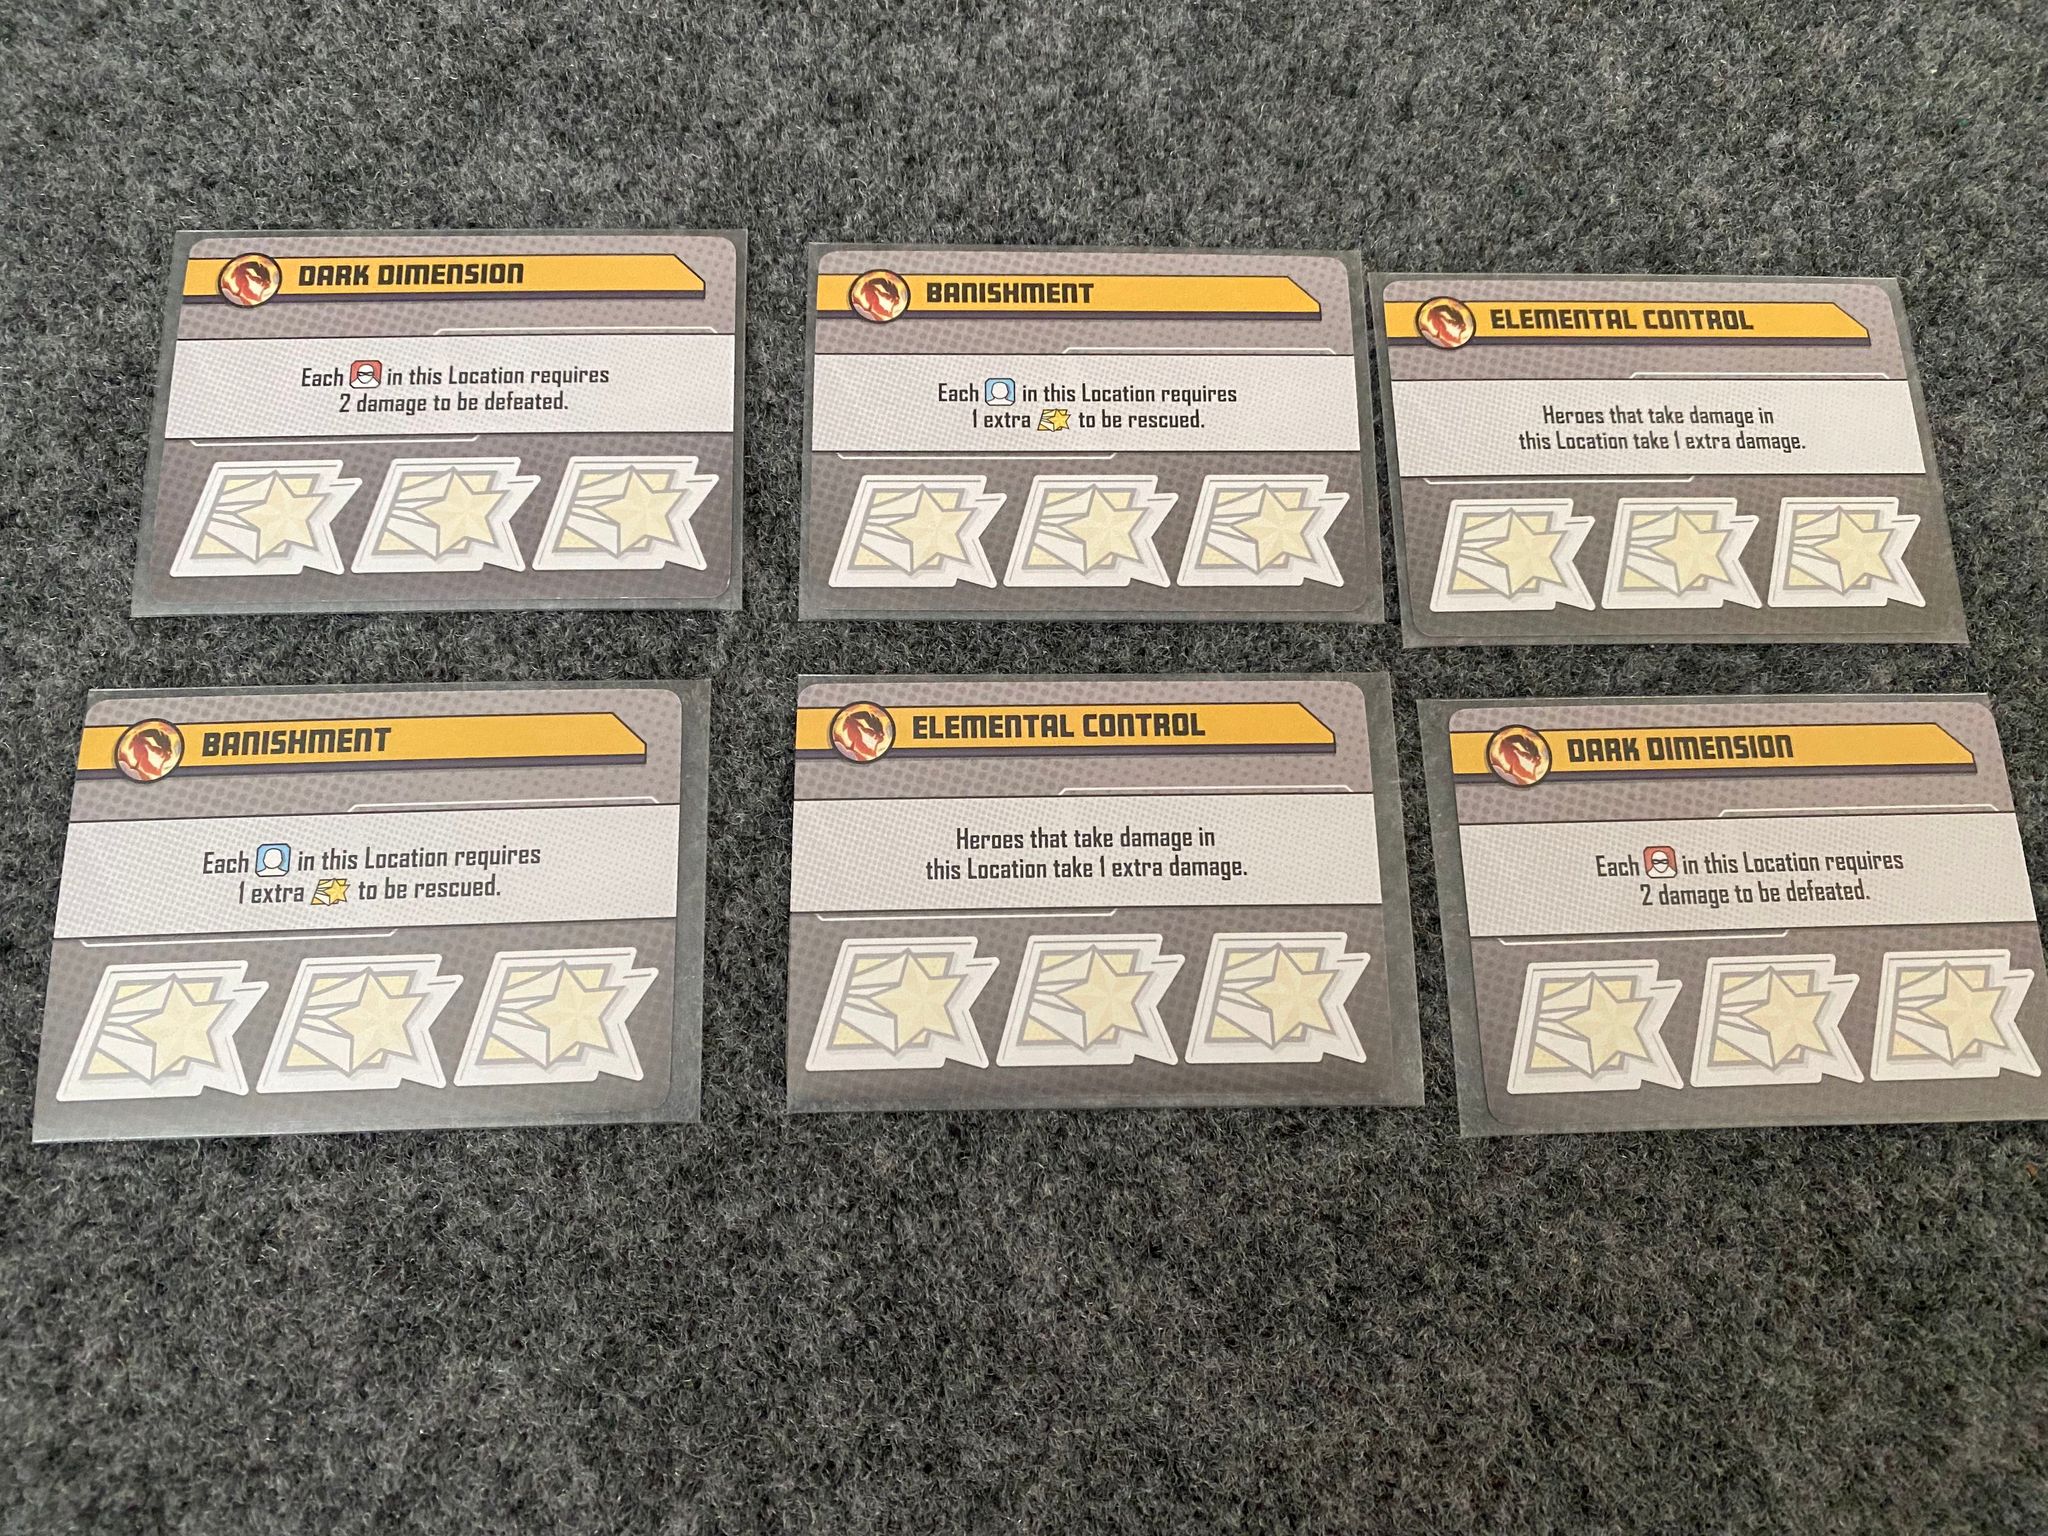 DARK DIMENSION
Each in this Location requires
2 damage to be defeated.
BANISHMENT
Each in this Location requires
1 extra to be rescued.
ELEMENTAL CONTROL
Heroes that take damage in
this Location take 1 extra damage.
BANISHMENT
Each in this Location requires
1 extra to be rescued.
ELEMENTAL CONTROL
Heroes that take damage in
this Location take 1 extra damage.
DARK DIMENSION
Each in this Location requires
2 damage to be defeated.